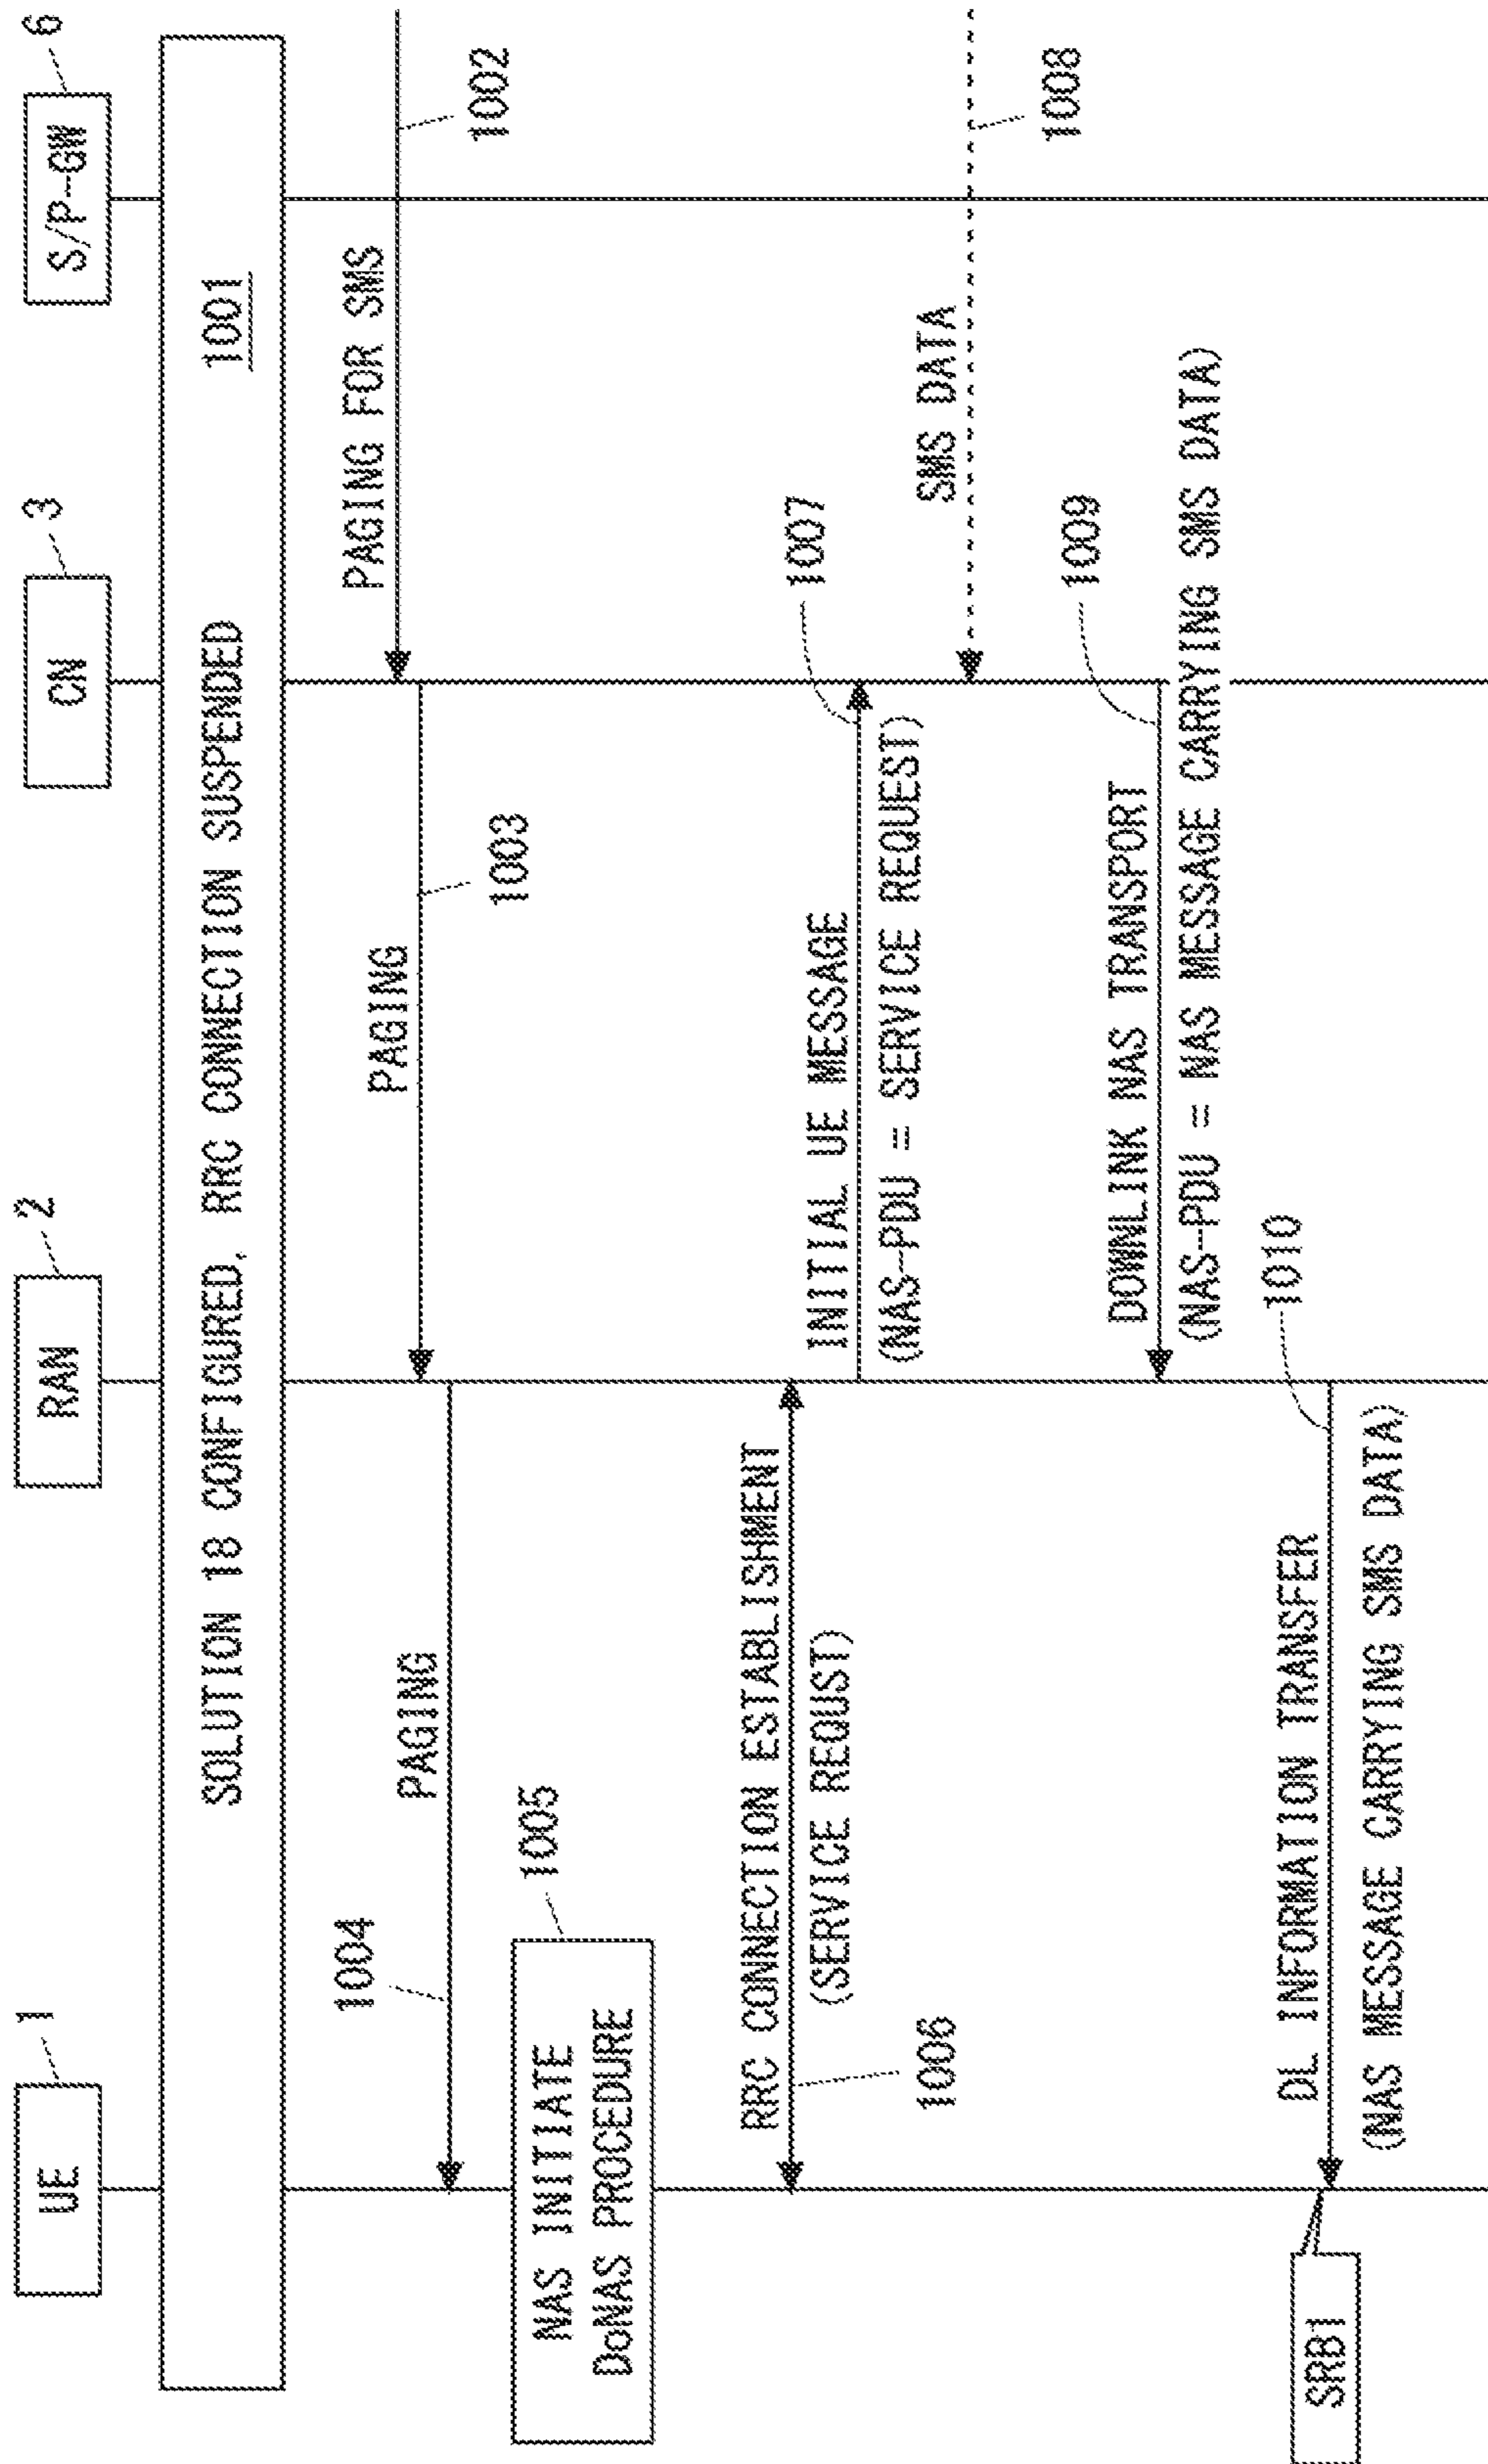 UE
1
RAN
2
CN
3
S/P-GW
6
SOLUTION 18 CONFIGURED, RRC CONNECTION SUSPENDED
1001
PAGING FOR SMS
1002
PAGING
1003
PAGING
1004
NAS INITIATE
DoNAS PROCEDURE
1005
RRC CONNECTION ESTABLISHMENT
(SERVICE REQUST)
1006
INITIAL UE MESSAGE
(NAS-PDU = SERVICE REQUEST)
1007
SMS DATA
1008
DOWNLINK NAS TRANSPORT
(NAS-PDU = NAS MESSAGE CARRYING SMS DATA)
1009
DL INFORMATION TRANSFER
(NAS MESSAGE CARRYING SMS DATA)
1010
SRB1